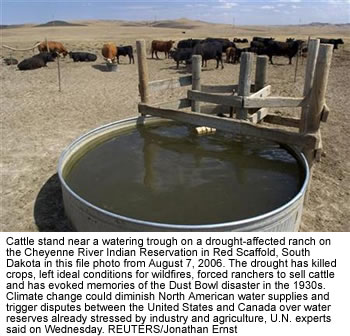 Cattle stand near a watering trough on a drought-affected ranch on
the Cheyenne River Indian Reservation in Red Scaffold, South
Dakota in this file photo from August 7, 2006. The drought has killed
crops, left ideal conditions for wildfires, forced ranchers to sell cattle
and has evoked memories of the Dust Bowl disaster in the 1930s.
Climate change could diminish North American water supplies and
trigger disputes between the United States and Canada over water
reserves already stressed by industry and agriculture, U.N. experts
said on Wednesday. REUTERS/Jonathan Ernst